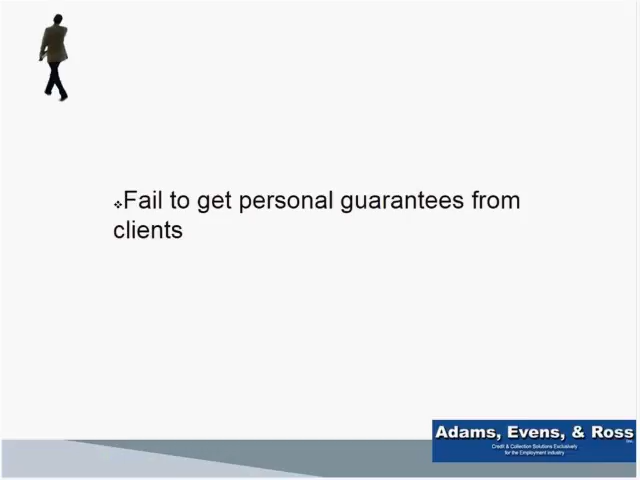 ❖Fail to get personal guarantees from
clients
Adams, Evens, & Ross
Credit & Collection Solutions Exclusively
for the Employment Industry